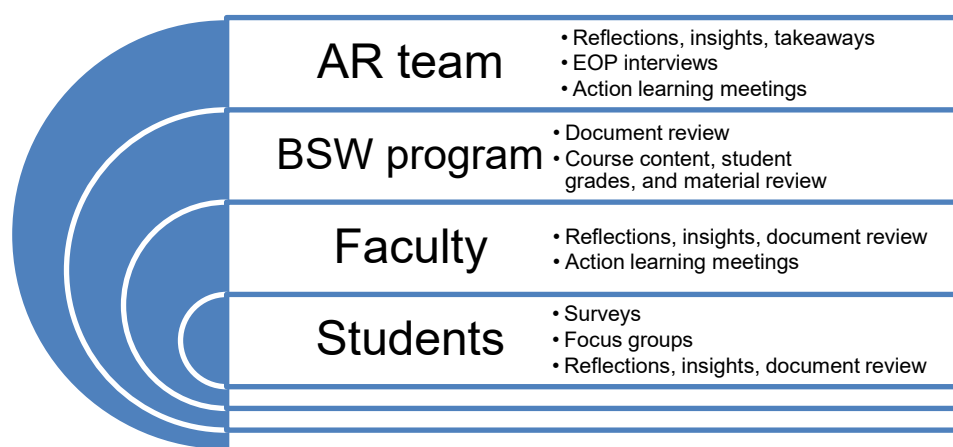 AR team
• Reflections, insights, takeaways
• EOP interviews
• Action learning meetings
BSW program
• Document review
• Course content, student
grades, and material review
Faculty
• Reflections, insights, document review
• Action learning meetings
Students
• Surveys
• Focus groups
• Reflections, insights, document review